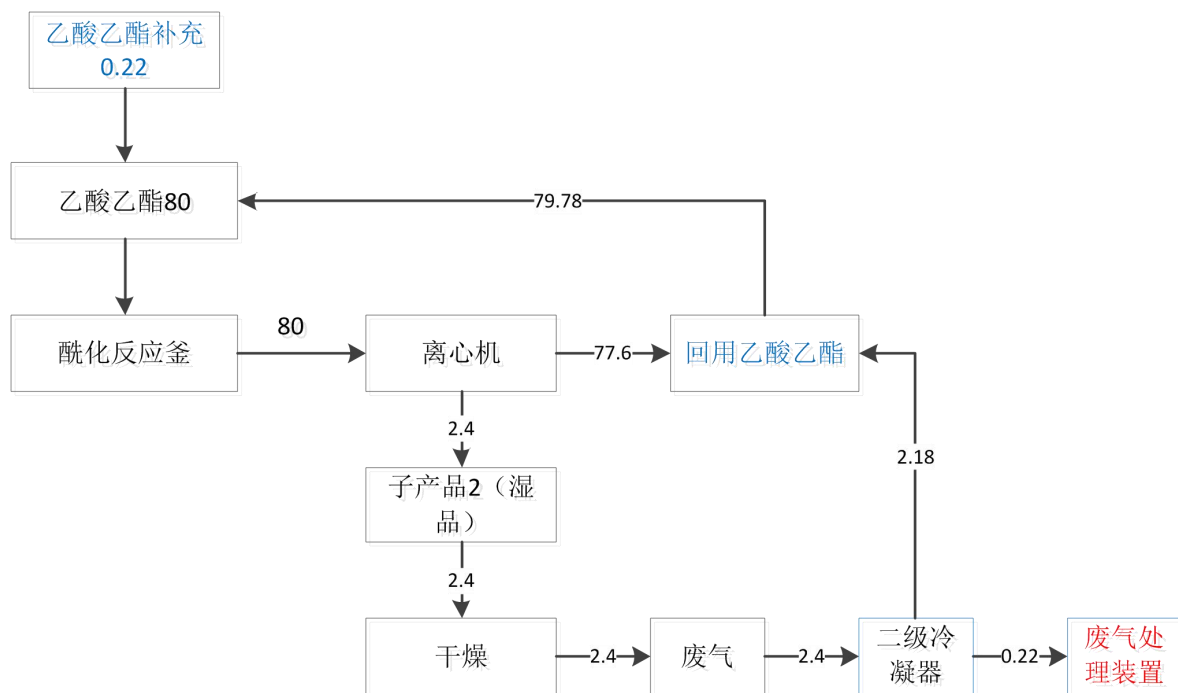 乙酸乙酯补充
0.22
乙酸乙酯80
79.78
酰化反应釜
80
离心机
77.6
回用乙酸乙酯
2.4
2.18
子产品2（湿
品）
2.4
干燥
2.4
废气
2.4
二级冷
凝器
0.22
废气处
理装置